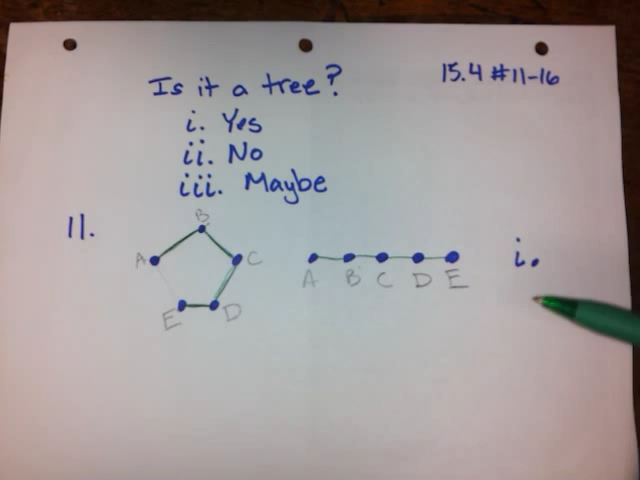 Is it a tree?
15.4 #11-16
i. Yes
ii. No
iii. Maybe
11.
B
A
C
E
D
A B C D E
i.